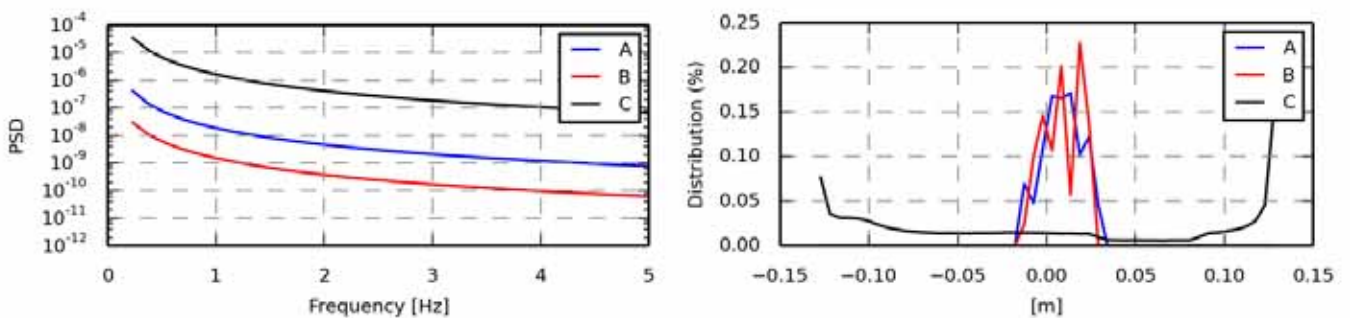 10⁻⁴
10⁻⁵
10⁻⁶
10⁻⁷
10⁻⁸
10⁻⁹
10⁻¹⁰
10⁻¹¹
10⁻¹²
PSD
A
B
C
0 1 2 3 4 5
Frequency [Hz]
0.25
0.20
0.15
0.10
0.05
0.00
Distribution (%)
A
B
C
−0.15 −0.10 −0.05 0.00 0.05 0.10 0.15
[m]